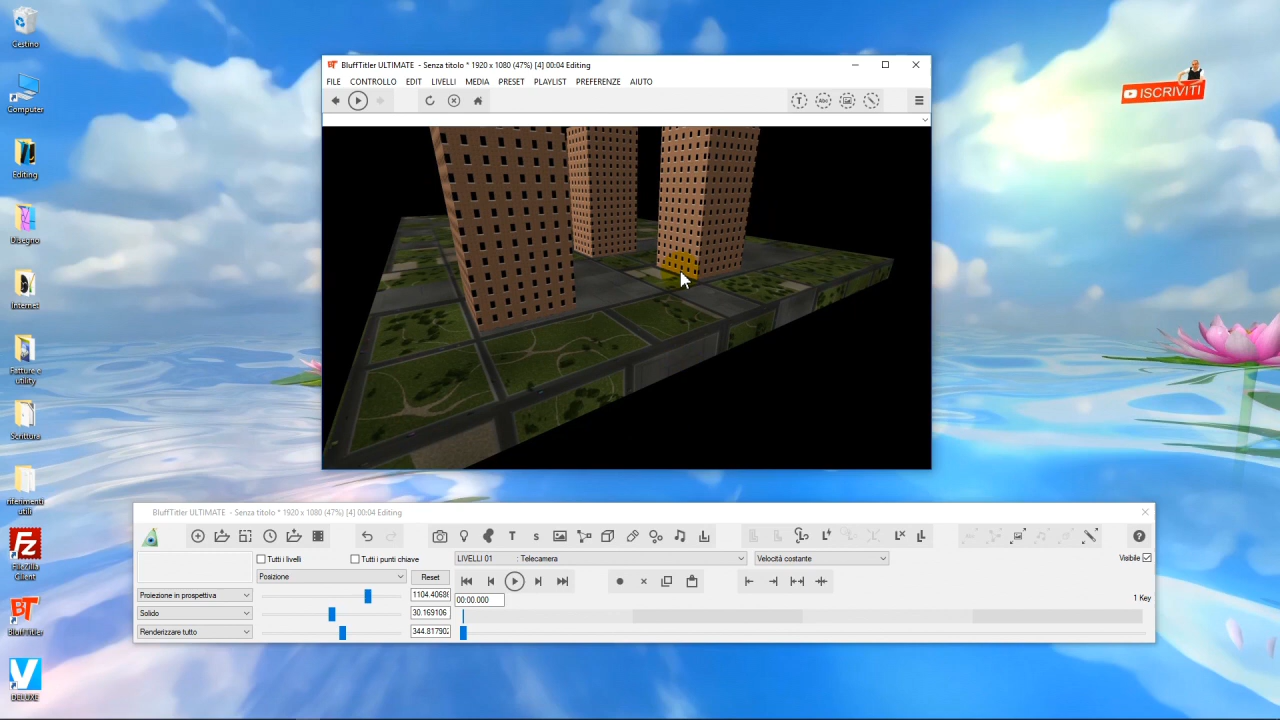 Cestino
Computer
Editing
Disegno
Internet
Fatture e
utility
Scrittura
riferimenti
utili
FileZilla
Client
BluffTitler
DELUXE
ISCRIVITI
BluffTitler ULTIMATE - Senza titolo * 1920 x 1080 (47%) [4] 00:04 Editing
FILE CONTROLLO EDIT LIVELLI MEDIA PRESET PLAYLIST PREFERENZE AIUTO
BluffTitler ULTIMATE - Senza titolo * 1920 x 1080 (47%) [4] 00:04 Editing
Tutti i livelli
Tutti i punti chiave
LIVELLI 01 : Telecamera
Velocità costante
Visibile
Posizione
Reset
Proiezione in prospettiva
1104.40686
00:00.000
1 Key
Solido
30.169106
Renderizzare tutto
344.817902